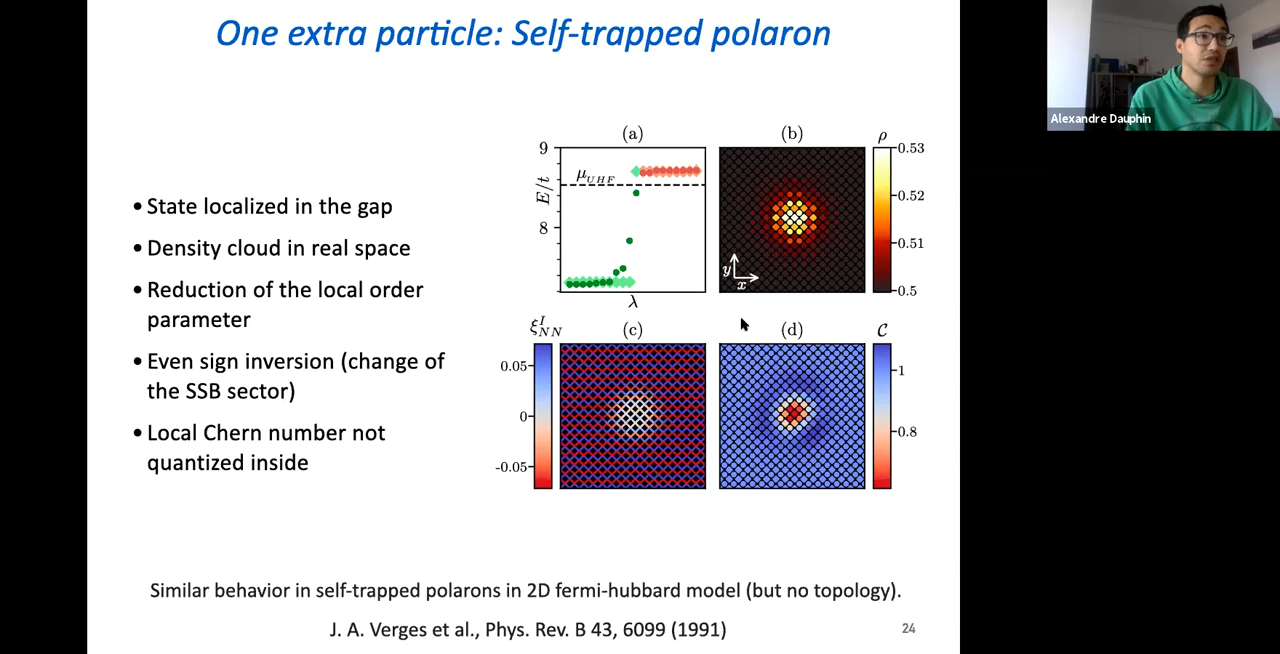 One extra particle: Self-trapped polaron
Alexandre Dauphin
• State localized in the gap
• Density cloud in real space
• Reduction of the local order
parameter
• Even sign inversion (change of
the SSB sector)
• Local Chern number not
quantized inside
(a)
9
μUHF
E/t
8
λ
(b)
ρ
0.53
0.52
0.51
0.5
y
x
ξ^I_NN
(c)
0.05
0
-0.05
(d)
C
1
0.8
Similar behavior in self-trapped polarons in 2D fermi-hubbard model (but no topology).
J. A. Verges et al., Phys. Rev. B 43, 6099 (1991)
24